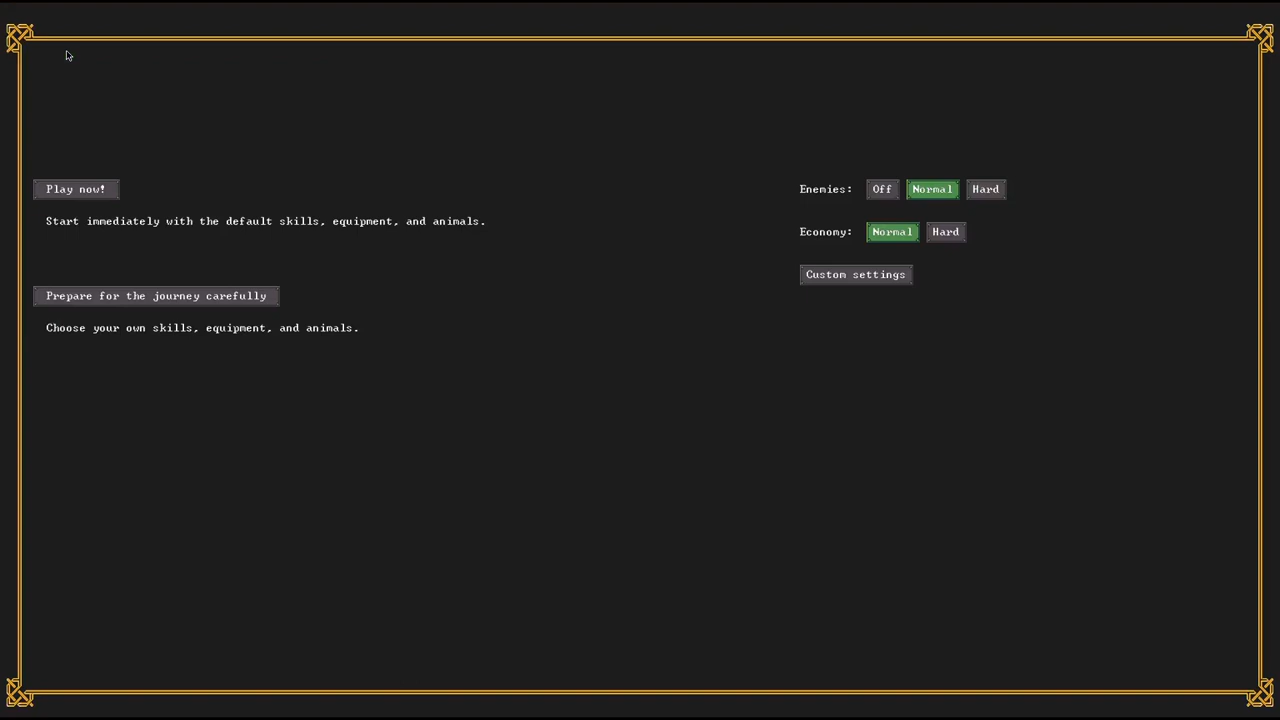 Play now!
Start immediately with the default skills, equipment, and animals.
Prepare for the journey carefully
Choose your own skills, equipment, and animals.
Enemies: Off Normal Hard
Economy: Normal Hard
Custom settings